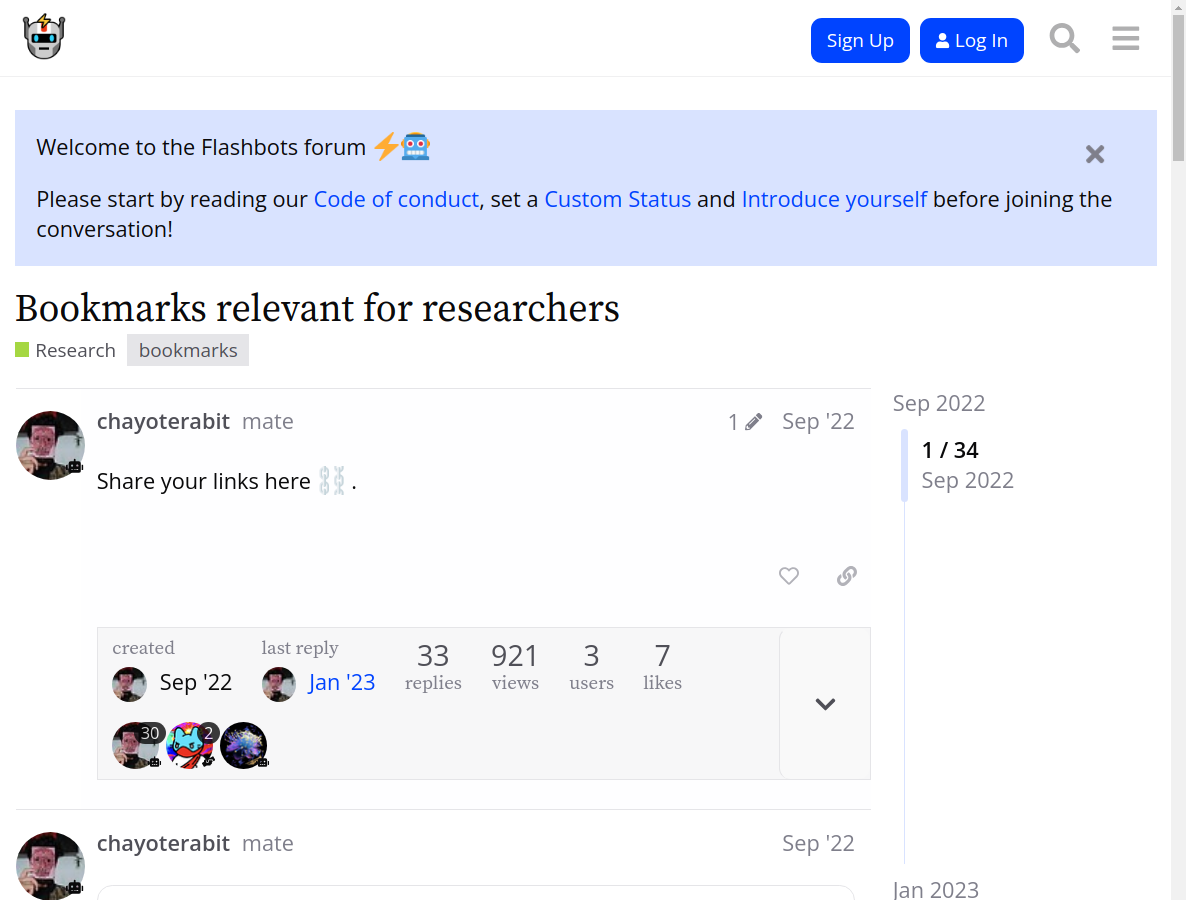 Sign Up
Log In
Welcome to the Flashbots forum
Please start by reading our Code of conduct, set a Custom Status and Introduce yourself before joining the
conversation!
Bookmarks relevant for researchers
Research bookmarks
chayoterabit mate 1 Sep '22
Sep 2022
1 / 34
Sep 2022
Share your links here .
created last reply 33 921 3 7
Sep '22 Jan '23 replies views users likes
30 2
chayoterabit mate Sep '22
Jan 2023